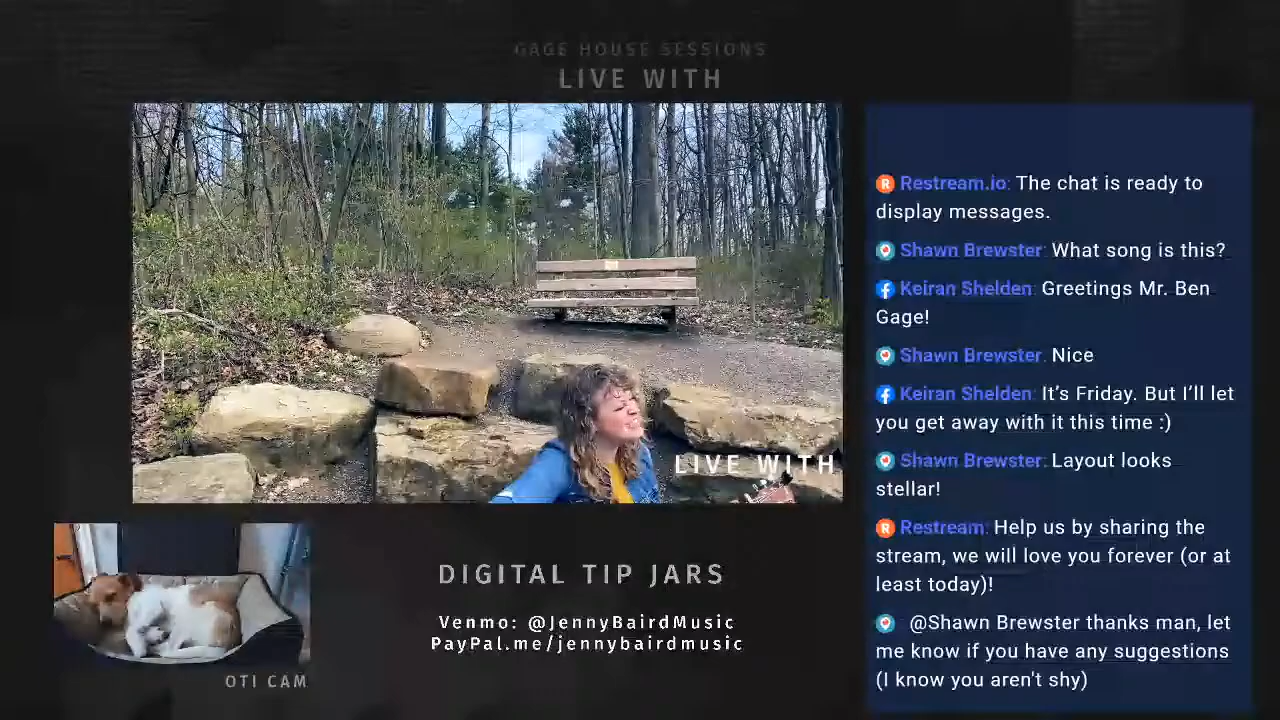 GAGE HOUSE SESSIONS
LIVE WITH
LIVE WITH
OTI CAM
DIGITAL TIP JARS
Venmo: @JennyBairdMusic
PayPal.me/jennybairdmusic
Restream.io: The chat is ready to
display messages.
Shawn Brewster: What song is this?
Keiran Shelden: Greetings Mr. Ben
Gage!
Shawn Brewster: Nice
Keiran Shelden: It’s Friday. But I’ll let
you get away with it this time :)
Shawn Brewster: Layout looks
stellar!
Restream: Help us by sharing the
stream, we will love you forever (or at
least today)!
@Shawn Brewster thanks man, let
me know if you have any suggestions
(I know you aren't shy)